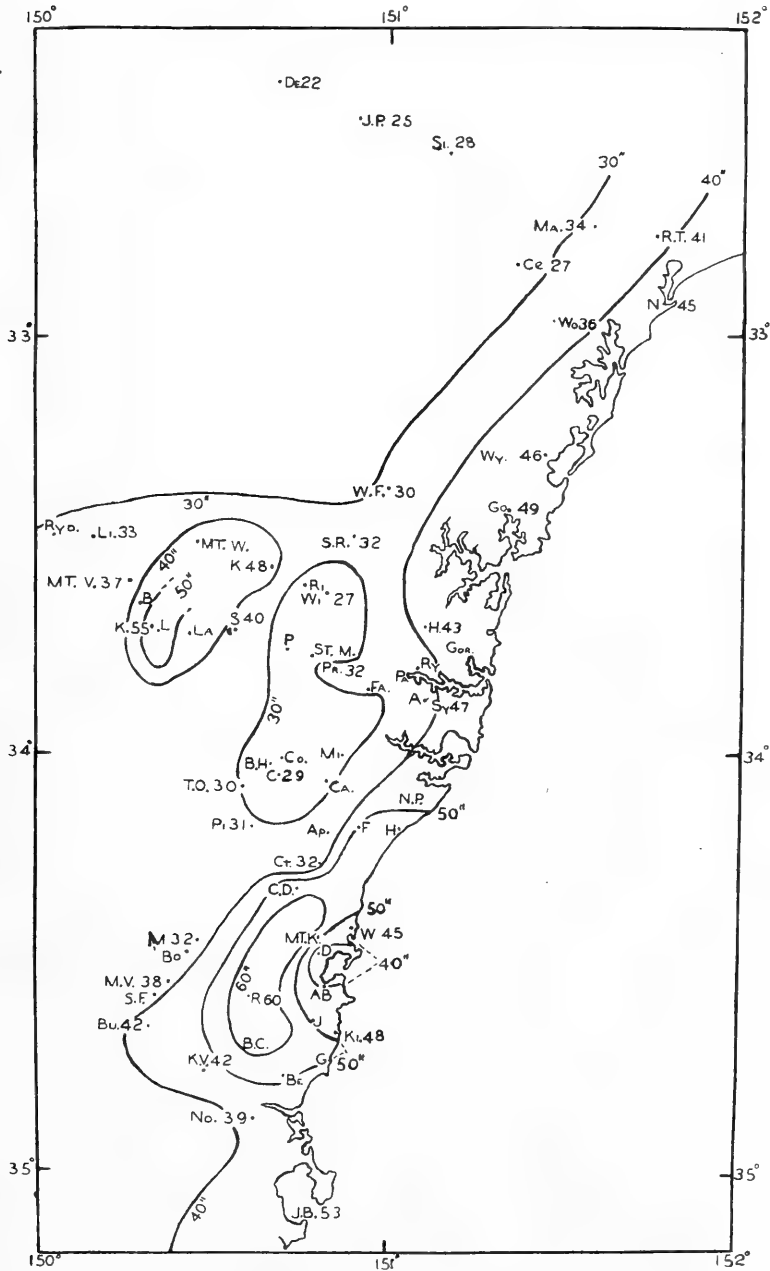 150° 151° 152°
DE 22
J.P. 25
SI. 28
30"
40"
MA. 34
R.T. 41
CE 27
N 45
33° WO 36 33°
WY. 46
W.F. 30
30"
GO. 49
RYD.
LI. 33
MT. W.
S.R. 32
40"
K 48
MT. V. 37
50"
RI
WI 27
B
K. 55 L
LA
S 40
H. 43
P
ST. M.
GOR.
PR. 32
RY
PA
FA.
A
SY 47
30"
34° 34°
B.H.
CO.
MI
C 29
T.O. 30
CA.
N.P.
50"
PI. 31
AP.
F
H
CT. 32
C.D.
50"
M 32
MT.K.
W 45
BO
D
40"
M.V. 38
60"
S.F.
R 60
AB
BU. 42
J
KI. 48
B.C.
K.V. 42
G
50"
BE
NO. 39
35° 35°
40"
J.B. 53
150° 151° 152°